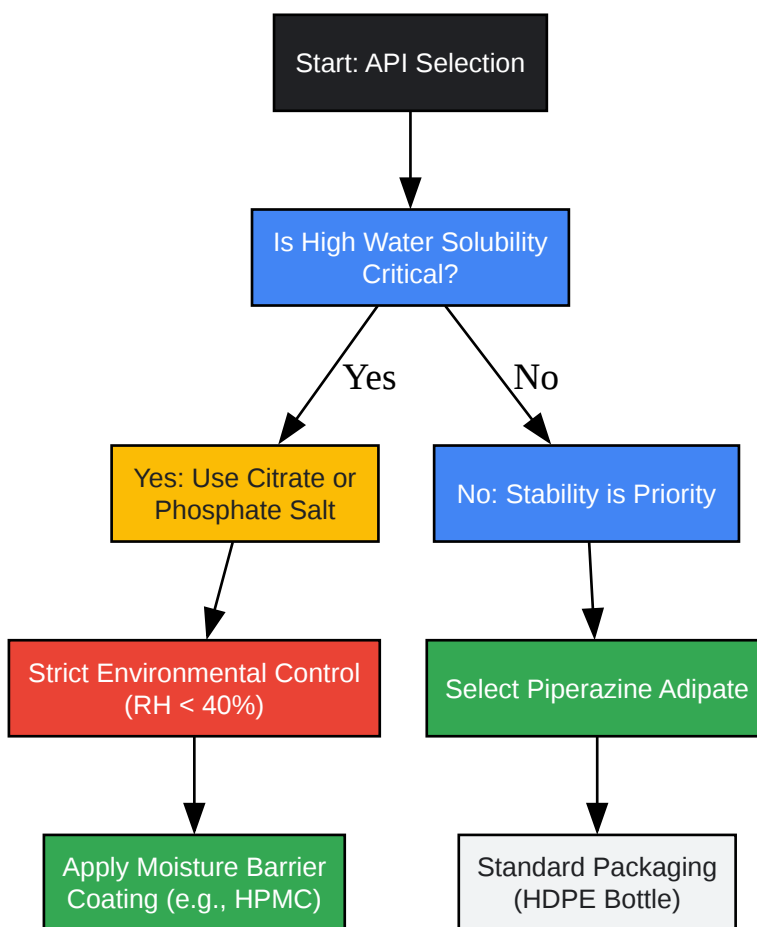 Start: API Selection
Is High Water Solubility
Critical?
Yes
No
Yes: Use Citrate or
Phosphate Salt
No: Stability is Priority
Strict Environmental Control
(RH < 40%)
Select Piperazine Adipate
Apply Moisture Barrier
Coating (e.g., HPMC)
Standard Packaging
(HDPE Bottle)